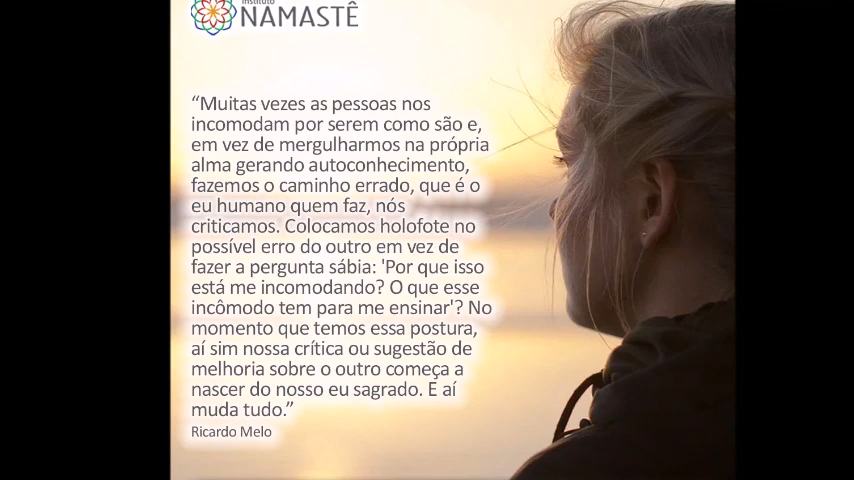 Instituto
NAMASTÊ
“Muitas vezes as pessoas nos
incomodam por serem como são e,
em vez de mergulharmos na própria
alma gerando autoconhecimento,
fazemos o caminho errado, que é o
eu humano quem faz, nós
criticamos. Colocamos holofote no
possível erro do outro em vez de
fazer a pergunta sábia: 'Por que isso
está me incomodando? O que esse
incômodo tem para me ensinar'? No
momento que temos essa postura,
aí sim nossa crítica ou sugestão de
melhoria sobre o outro começa a
nascer do nosso eu sagrado. E aí
muda tudo.”
Ricardo Melo